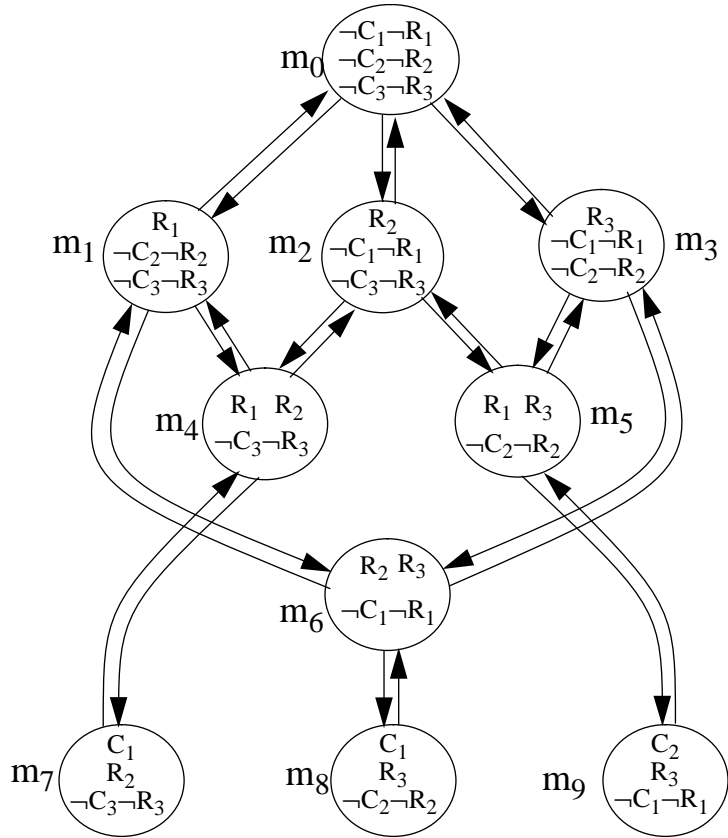 ¬C₁¬R₁
m₀ ¬C₂¬R₂
¬C₃¬R₃
R₁
m₁ ¬C₂¬R₂
¬C₃¬R₃
R₂
m₂ ¬C₁¬R₁
¬C₃¬R₃
R₃
¬C₁¬R₁ m₃
¬C₂¬R₂
R₁ R₂
m₄
¬C₃¬R₃
R₁ R₃
m₅
¬C₂¬R₂
R₂ R₃
m₆ ¬C₁¬R₁
C₁
m₇ R₂
¬C₃¬R₃
C₁
m₈ R₃
¬C₂¬R₂
C₂
m₉ R₃
¬C₁¬R₁